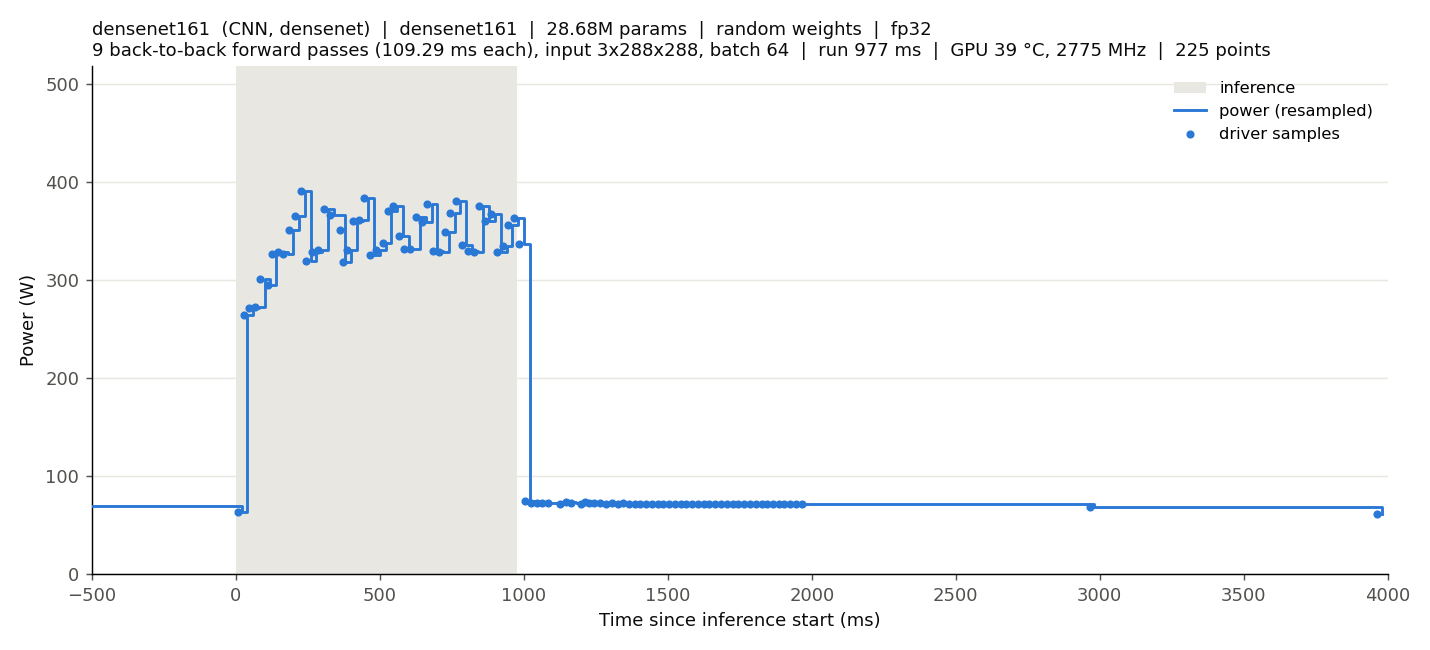 densenet161  (CNN, densenet)  |  densenet161  |  28.68M params  |  random weights  |  fp32
9 back-to-back forward passes (109.29 ms each), input 3x288x288, batch 64  |  run 977 ms  |  GPU 39 °C, 2775 MHz  |  225 points
inference
power (resampled)
driver samples
Power (W)
500
400
300
200
100
0
−500
0
500
1000
1500
2000
2500
3000
3500
4000
Time since inference start (ms)